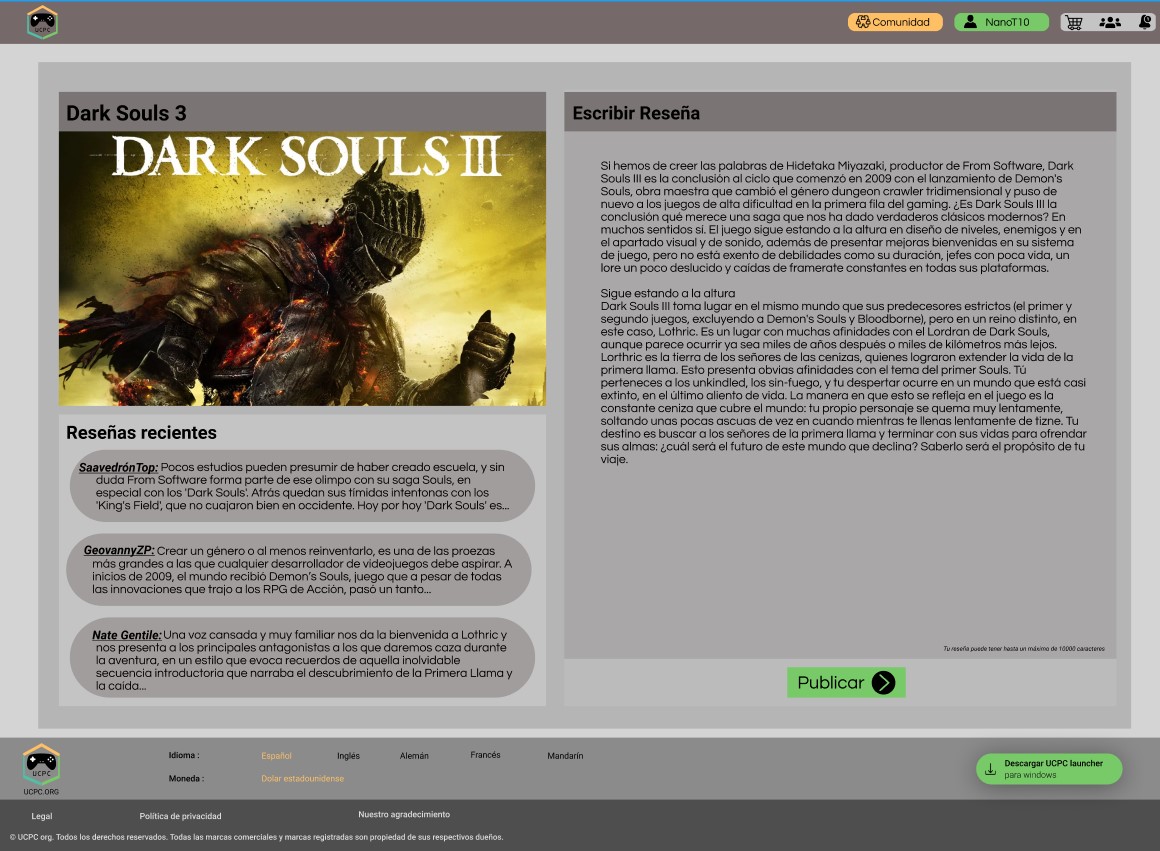 UCPC
Comunidad
NanoT10
Dark Souls 3
DARK SOULS III
Reseñas recientes
SaavedrónTop: Pocos estudios pueden presumir de haber creado escuela, y sin
duda From Software forma parte de ese olimpo con su saga Souls, en
especial con los 'Dark Souls'. Atrás quedan sus tímidas intentonas con los
'King's Field', que no cuajaron bien en occidente. Hoy por hoy 'Dark Souls' es...
GeovannyZP: Crear un género o al menos reinventarlo, es una de las proezas
más grandes a las que cualquier desarrollador de videojuegos debe aspirar. A
inicios de 2009, el mundo recibió Demon's Souls, juego que a pesar de todas
las innovaciones que trajo a los RPG de Acción, pasó un tanto...
Nate Gentile: Una voz cansada y muy familiar nos da la bienvenida a Lothric y
nos presenta a los principales antagonistas a los que daremos caza durante
la aventura, en un estilo que evoca recuerdos de aquella inolvidable
secuencia introductoria que narraba el descubrimiento de la Primera Llama y
la caída...
Escribir Reseña
Si hemos de creer las palabras de Hidetaka Miyazaki, productor de From Software, Dark
Souls III es la conclusión al ciclo que comenzó en 2009 con el lanzamiento de Demon's
Souls, obra maestra que cambió el género dungeon crawler tridimensional y puso de
nuevo a los juegos de alta dificultad en la primera fila del gaming. ¿Es Dark Souls III la
conclusión qué merece una saga que nos ha dado verdaderos clásicos modernos? En
muchos sentidos sí. El juego sigue estando a la altura en diseño de niveles, enemigos y en
el apartado visual y de sonido, además de presentar mejoras bienvenidas en su sistema
de juego, pero no está exento de debilidades como su duración, jefes con poca vida, un
lore un poco deslucido y caídas de framerate constantes en todas sus plataformas.
Sigue estando a la altura
Dark Souls III toma lugar en el mismo mundo que sus predecesores estrictos (el primer y
segundo juegos, excluyendo a Demon's Souls y Bloodborne), pero en un reino distinto, en
este caso, Lothric. Es un lugar con muchas afinidades con el Lordran de Dark Souls,
aunque parece ocurrir ya sea miles de años después o miles de kilómetros más lejos.
Lorthric es la tierra de los señores de las cenizas, quienes lograron extender la vida de la
primera llama. Esto presenta obvias afinidades con el tema del primer Souls. Tú
perteneces a los unkindled, los sin-fuego, y tu despertar ocurre en un mundo que está casi
extinto, en el último aliento de vida. La manera en que esto se refleja en el juego es la
constante ceniza que cubre el mundo: tu propio personaje se quema muy lentamente,
soltando unas pocas ascuas de vez en cuando mientras te llenas lentamente de tizne. Tu
destino es buscar a los señores de la primera llama y terminar con sus vidas para ofrendar
sus almas: ¿cuál será el futuro de este mundo que declina? Saberlo será el propósito de tu
viaje.
Tu reseña puede tener hasta un máximo de 10000 caracteres
Publicar
UCPC
UCPC.ORG
Idioma : Español Inglés Alemán Francés Mandarín
Moneda : Dolar estadounidense
Descargar UCPC launcher
para windows
Legal Política de privacidad Nuestro agradecimiento
© UCPC org. Todos los derechos reservados. Todas las marcas comerciales y marcas registradas son propiedad de sus respectivos dueños.